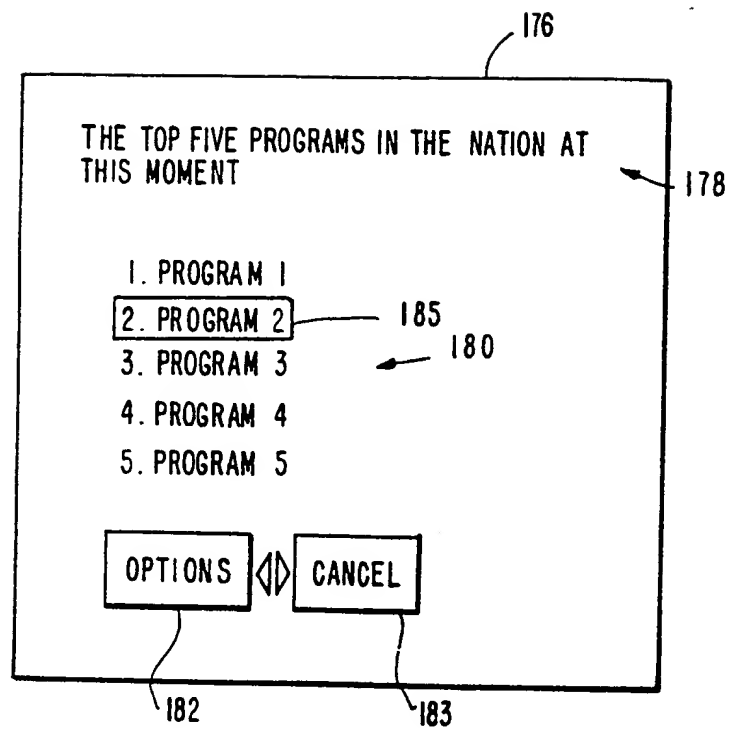 176
THE TOP FIVE PROGRAMS IN THE NATION AT
THIS MOMENT
178
1. PROGRAM 1
2. PROGRAM 2
185
3. PROGRAM 3
180
4. PROGRAM 4
5. PROGRAM 5
OPTIONS
CANCEL
182
183